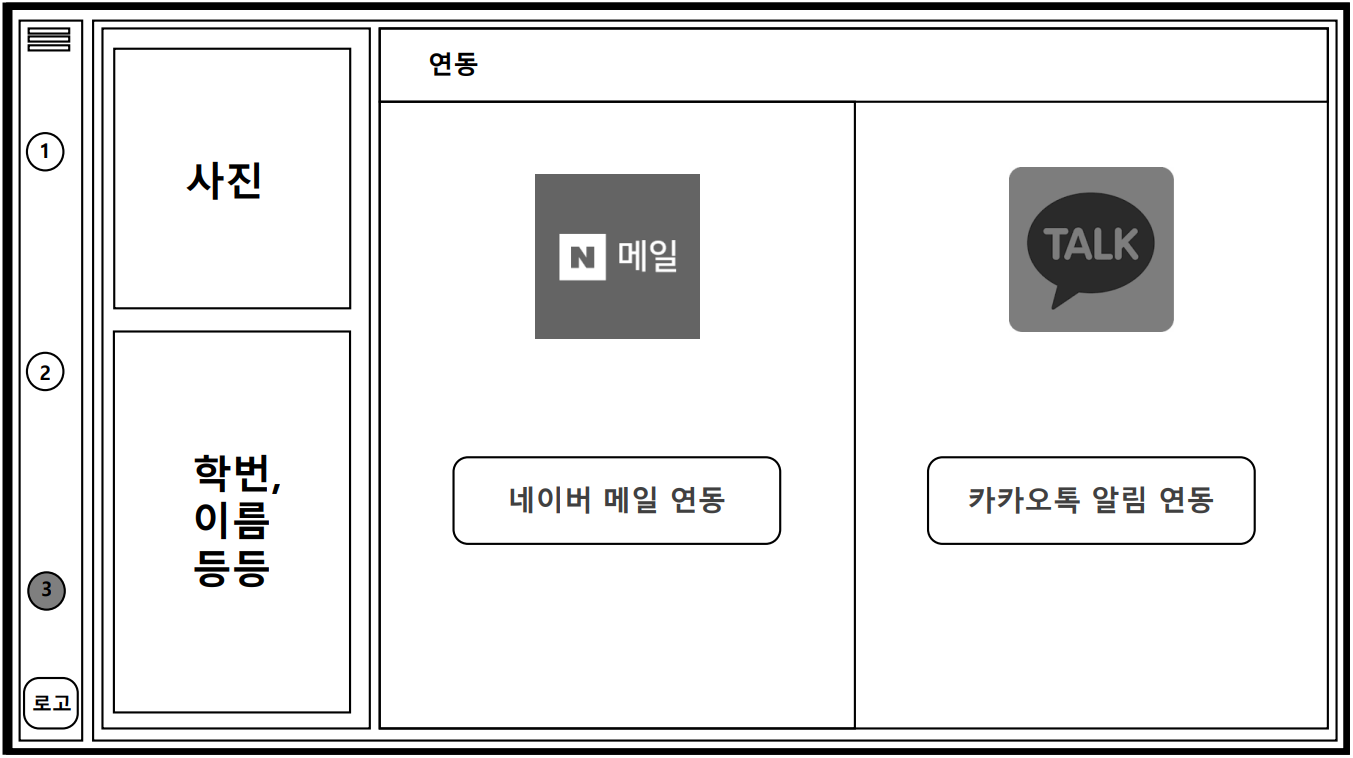 1
2
3
로고
사진
학번,
이름
등등
연동
N 메일
TALK
네이버 메일 연동
카카오톡 알림 연동